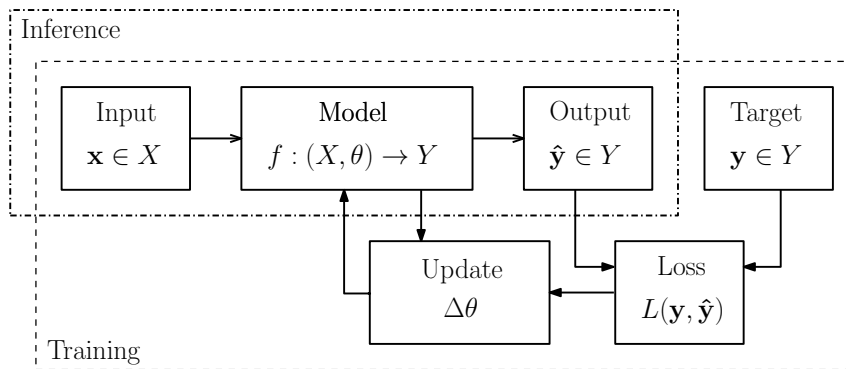 Inference
Input
x ∈ X
Model
f : (X, θ) → Y
Output
ŷ ∈ Y
Target
y ∈ Y
Update
Δθ
Loss
L(y, ŷ)
Training